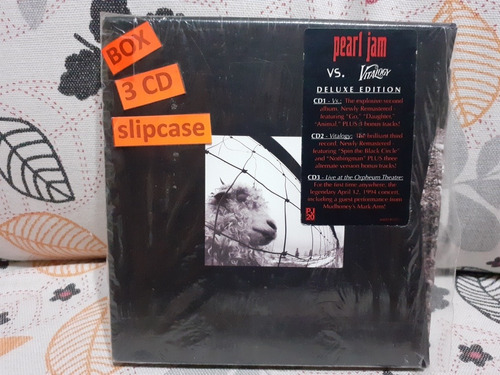 BOX
3 CD
slipcase
pearl jam
VS. VITALOGY
DELUXE EDITION
CD1 - Vs.: The explosive second
album. Newly Remastered -
featuring "Go," "Daughter,"
"Animal." PLUS 3 bonus tracks!
CD2 - Vitalogy: The brilliant third
record. Newly Remastered -
featuring "Spin the Black Circle"
and "Nothingman" PLUS three
alternate version bonus tracks!
CD3 - Live at the Orpheum Theatre:
For the first time anywhere, the
legendary April 12, 1994 concert,
including a guest performance from
Mudhoney's Mark Arm!
PJ
20